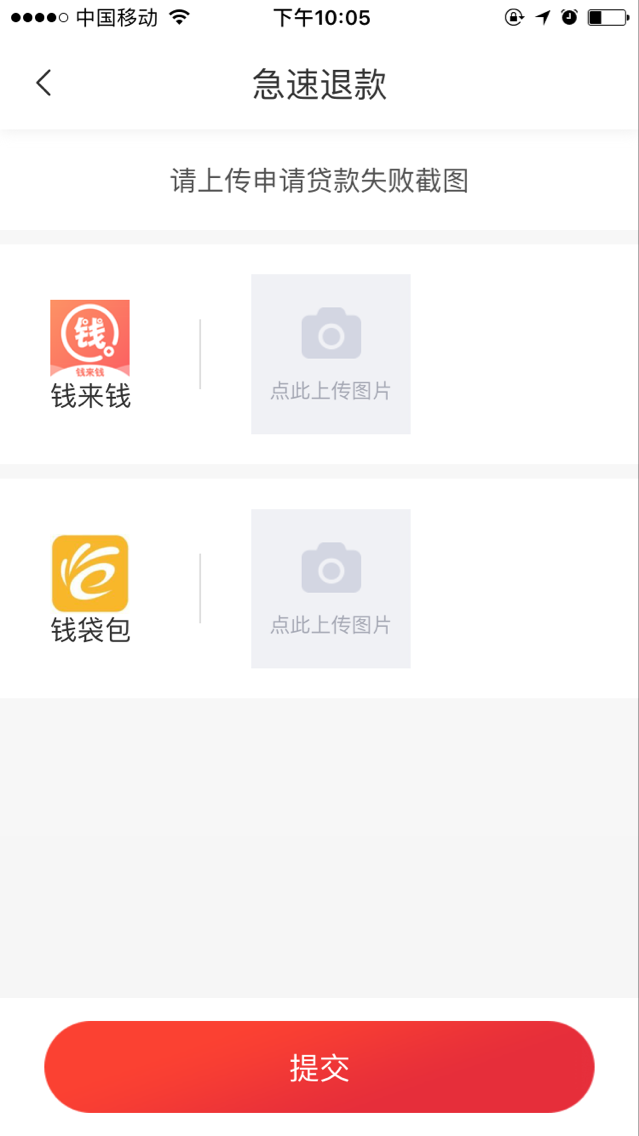 中国移动
下午10:05
急速退款
请上传申请贷款失败截图
钱
钱来钱
钱来钱
点此上传图片
钱袋包
点此上传图片
提交